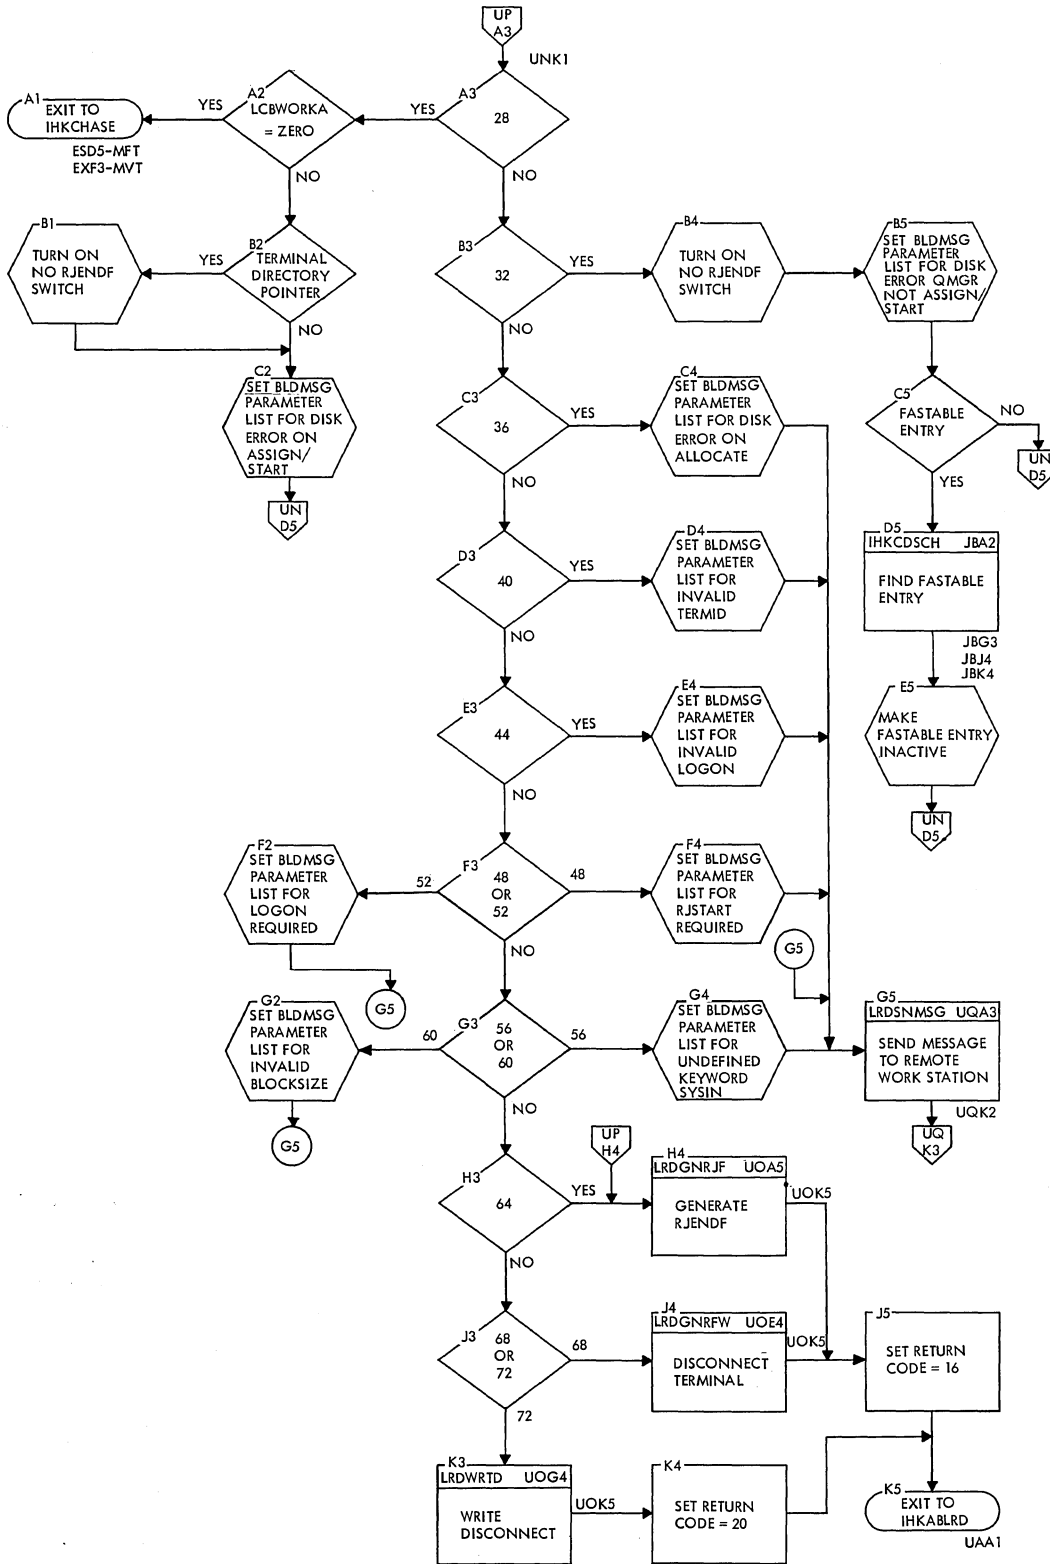 UP
A3
UNK1
A1
EXIT TO
IHKCHASE
ESD5-MFT
EXF3-MVT
YES
A2
LCBWORKA
= ZERO
NO
YES
A3
28
NO
B1
TURN ON
NO RJENDF
SWITCH
YES
B2
TERMINAL
DIRECTORY
POINTER
NO
B3
32
YES
NO
B4
TURN ON
NO RJENDF
SWITCH
B5
SET BLDMSG
PARAMETER
LIST FOR DISK
ERROR QMGR
NOT ASSIGN/
START
C2
SET BLDMSG
PARAMETER
LIST FOR DISK
ERROR ON
ASSIGN/
START
UN
D5
C3
36
YES
NO
C4
SET BLDMSG
PARAMETER
LIST FOR DISK
ERROR ON
ALLOCATE
C5
FASTABLE
ENTRY
NO
UN
D5
YES
D3
40
YES
NO
D4
SET BLDMSG
PARAMETER
LIST FOR
INVALID
TERMID
D5
IHKCDSCH JBA2
FIND FASTABLE
ENTRY
JBG3
JBJ4
JBK4
E3
44
YES
NO
E4
SET BLDMSG
PARAMETER
LIST FOR
INVALID
LOGON
E5
MAKE
FASTABLE ENTRY
INACTIVE
UN
D5
F2
SET BLDMSG
PARAMETER
LIST FOR
LOGON
REQUIRED
G5
52
F3
48
OR
52
48
NO
F4
SET BLDMSG
PARAMETER
LIST FOR
RJSTART
REQUIRED
G5
G2
SET BLDMSG
PARAMETER
LIST FOR
INVALID
BLOCKSIZE
G5
60
G3
56
OR
60
56
NO
G4
SET BLDMSG
PARAMETER
LIST FOR
UNDEFINED
KEYWORD
SYSIN
G5
LRDSNMSG UQA3
SEND MESSAGE
TO REMOTE
WORK STATION
UQK2
UQ
K3
UP
H4
H3
64
YES
NO
H4
LRDGNRJF UOA5
GENERATE
RJENDF
UOK5
J3
68
OR
72
68
72
J4
LRDGNRFW UOE4
DISCONNECT
TERMINAL
UOK5
J5
SET RETURN
CODE = 16
K3
LRDWRTD UOG4
WRITE
DISCONNECT
UOK5
K4
SET RETURN
CODE = 20
K5
EXIT TO
IHKABLRD
UAA1